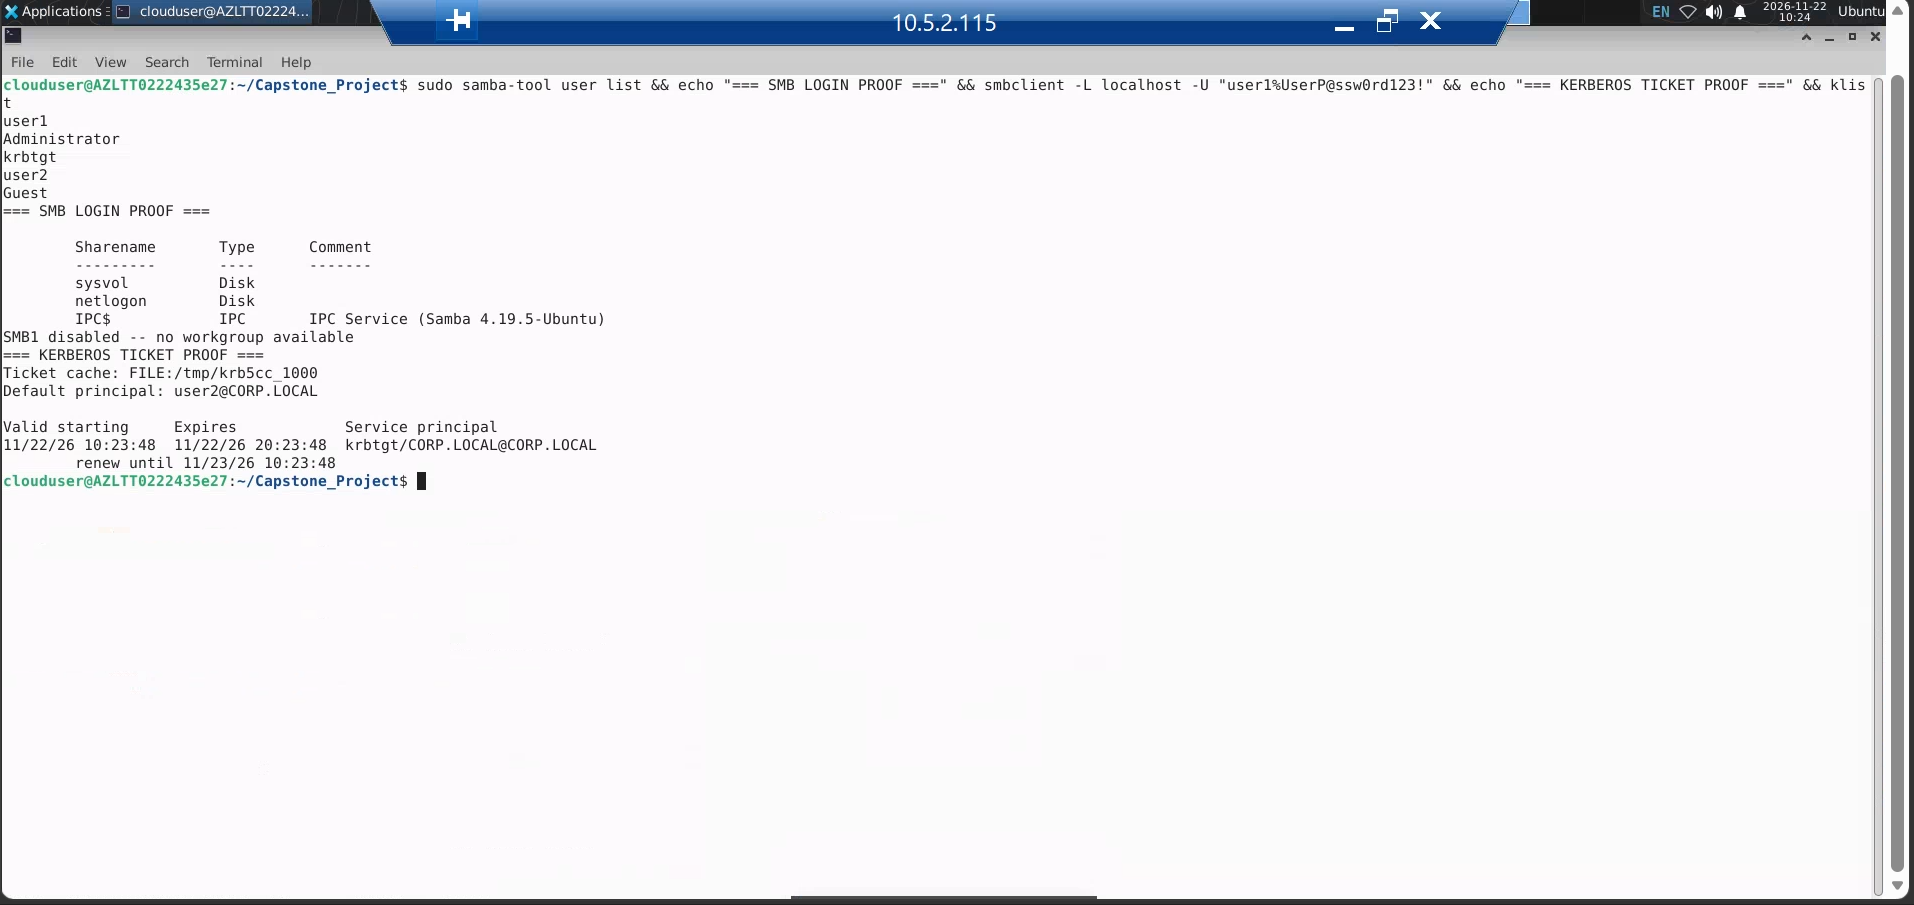 Applications
clouduser@AZLTT02224...
10.5.2.115
EN
2026-11-22
10:24
Ubuntu
File Edit View Search Terminal Help
clouduser@AZLTT0222435e27:~/Capstone_Project$ sudo samba-tool user list && echo "=== SMB LOGIN PROOF ===" && smbclient -L localhost -U "user1%UserP@ssw0rd123!" && echo "=== KERBEROS TICKET PROOF ===" && klis
t
user1
Administrator
krbtgt
user2
Guest
=== SMB LOGIN PROOF ===
Sharename Type Comment
--------- ---- -------
sysvol Disk
netlogon Disk
IPC$ IPC IPC Service (Samba 4.19.5-Ubuntu)
SMB1 disabled -- no workgroup available
=== KERBEROS TICKET PROOF ===
Ticket cache: FILE:/tmp/krb5cc_1000
Default principal: user2@CORP.LOCAL
Valid starting Expires Service principal
11/22/26 10:23:48 11/22/26 20:23:48 krbtgt/CORP.LOCAL@CORP.LOCAL
renew until 11/23/26 10:23:48
clouduser@AZLTT0222435e27:~/Capstone_Project$